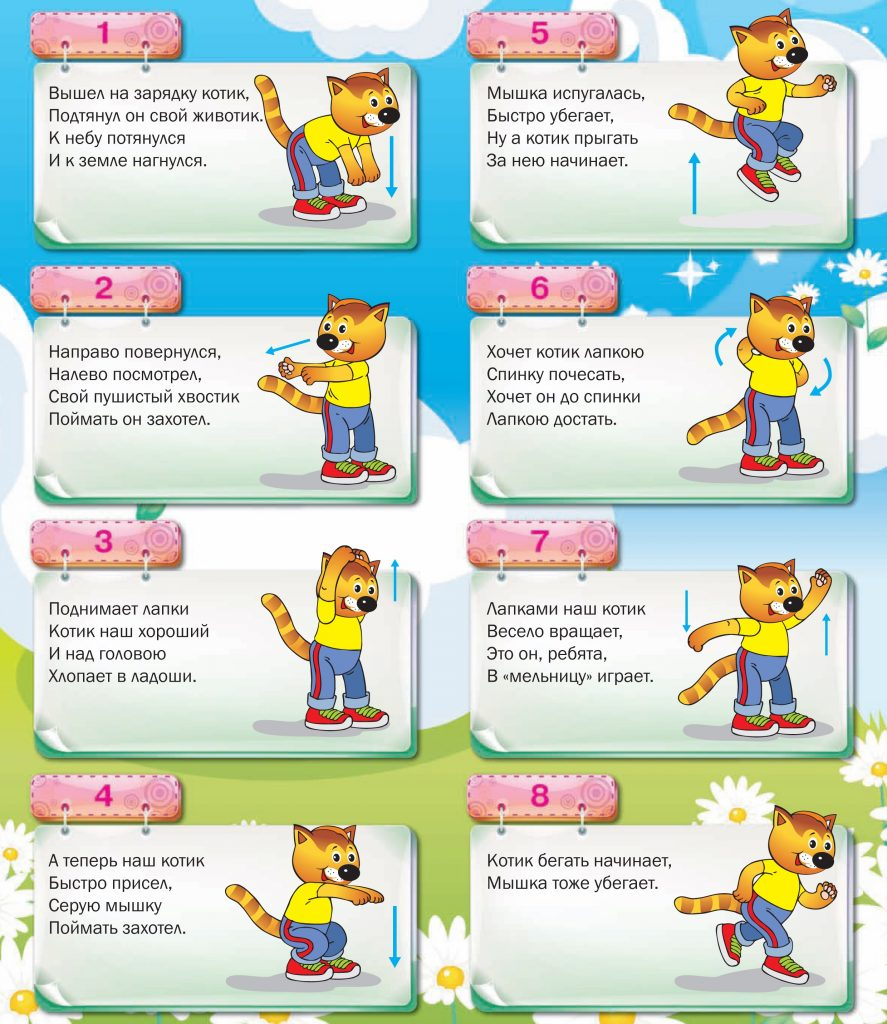 1
Вышел на зарядку котик,
Подтянул он свой животик.
К небу потянулся
И к земле нагнулся.
2
Направо повернулся,
Налево посмотрел,
Свой пушистый хвостик
Поймать он захотел.
3
Поднимает лапки
Котик наш хороший
И над головою
Хлопает в ладоши.
4
А теперь наш котик
Быстро присел,
Серую мышку
Поймать захотел.
5
Мышка испугалась,
Быстро убегает,
Ну а котик прыгать
За нею начинает.
6
Хочет котик лапкою
Спинку почесать,
Хочет он до спинки
Лапкою достать.
7
Лапками наш котик
Весело вращает,
Это он, ребята,
В «мельницу» играет.
8
Котик бегать начинает,
Мышка тоже убегает.